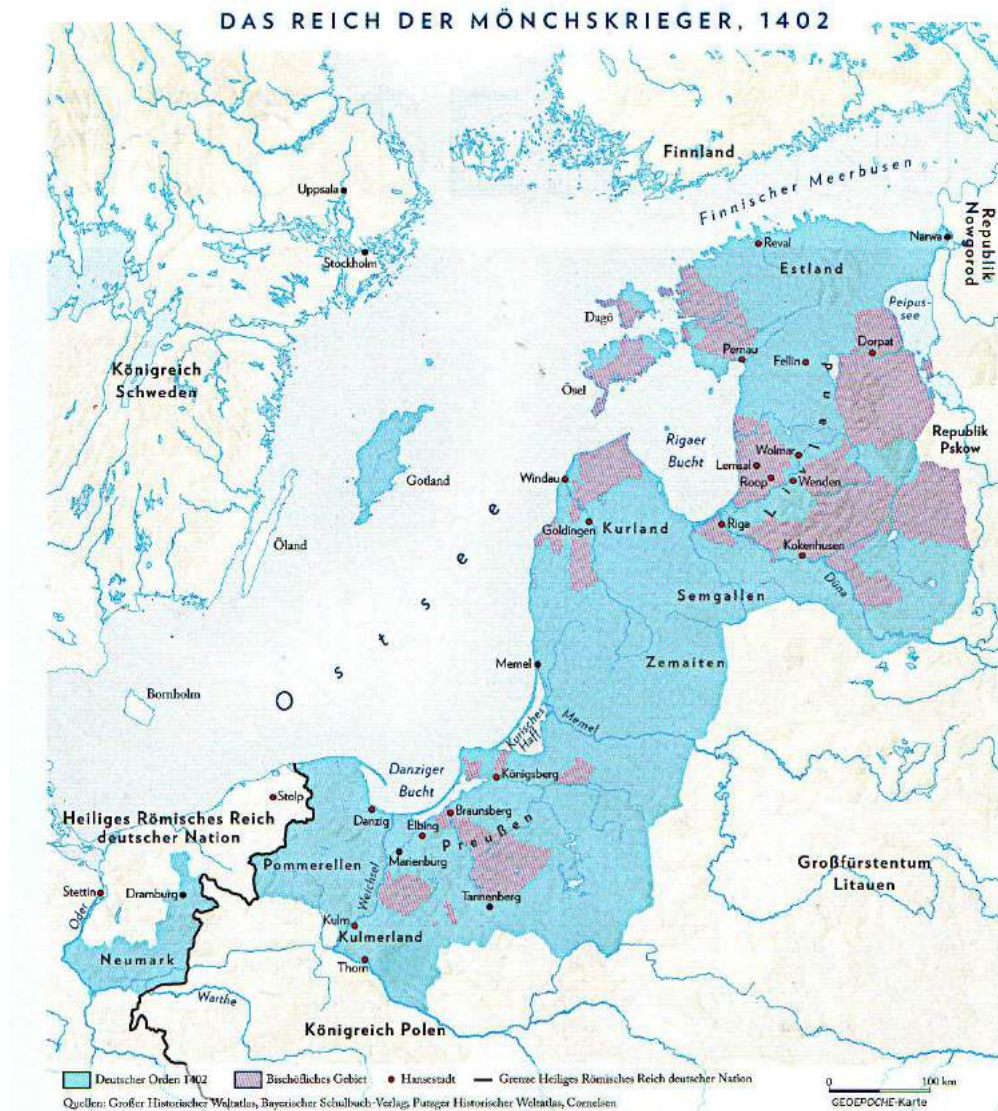 DAS REICH DER MÖNCHSKRIEGER, 1402
Finnland
Finnischer Meerbusen
Republik
Nowgorod
Uppsala
Stockholm
Reval
Narwa
Estland
Dagö
Peipus-
see
Pernau
Fellin
Dorpat
Königreich
Schweden
Ösel
Rigaer
Bucht
Republik
Pskow
Wolmar
Lemsal
Roop
Wenden
Windau
Gotland
Goldingen
Kurland
Riga
Öland
Kokenhusen
Livland
Düna
Semgallen
Ostsee
Memel
Zemaiten
Bornholm
Kurisches
Haff
Memel
Danziger
Bucht
Königsberg
Stolp
Danzig
Braunsberg
Elbing
Preußen
Heiliges Römisches Reich
deutscher Nation
Marienburg
Pommerellen
Weichsel
Großfürstentum
Litauen
Stettin
Oder
Dramburg
Tannenberg
Kulm
Kulmerland
Neumark
Thorn
Warthe
Königreich Polen
Deutscher Orden 1402 Bischöfliches Gebiet Hansestadt Grenze Heiliges Römisches Reich deutscher Nation
0 100 km
Quellen: Großer Historischer Weltatlas, Bayerischer Schulbuch-Verlag, Putzger Historischer Weltatlas, Cornelsen
GEOEPOCHE-Karte